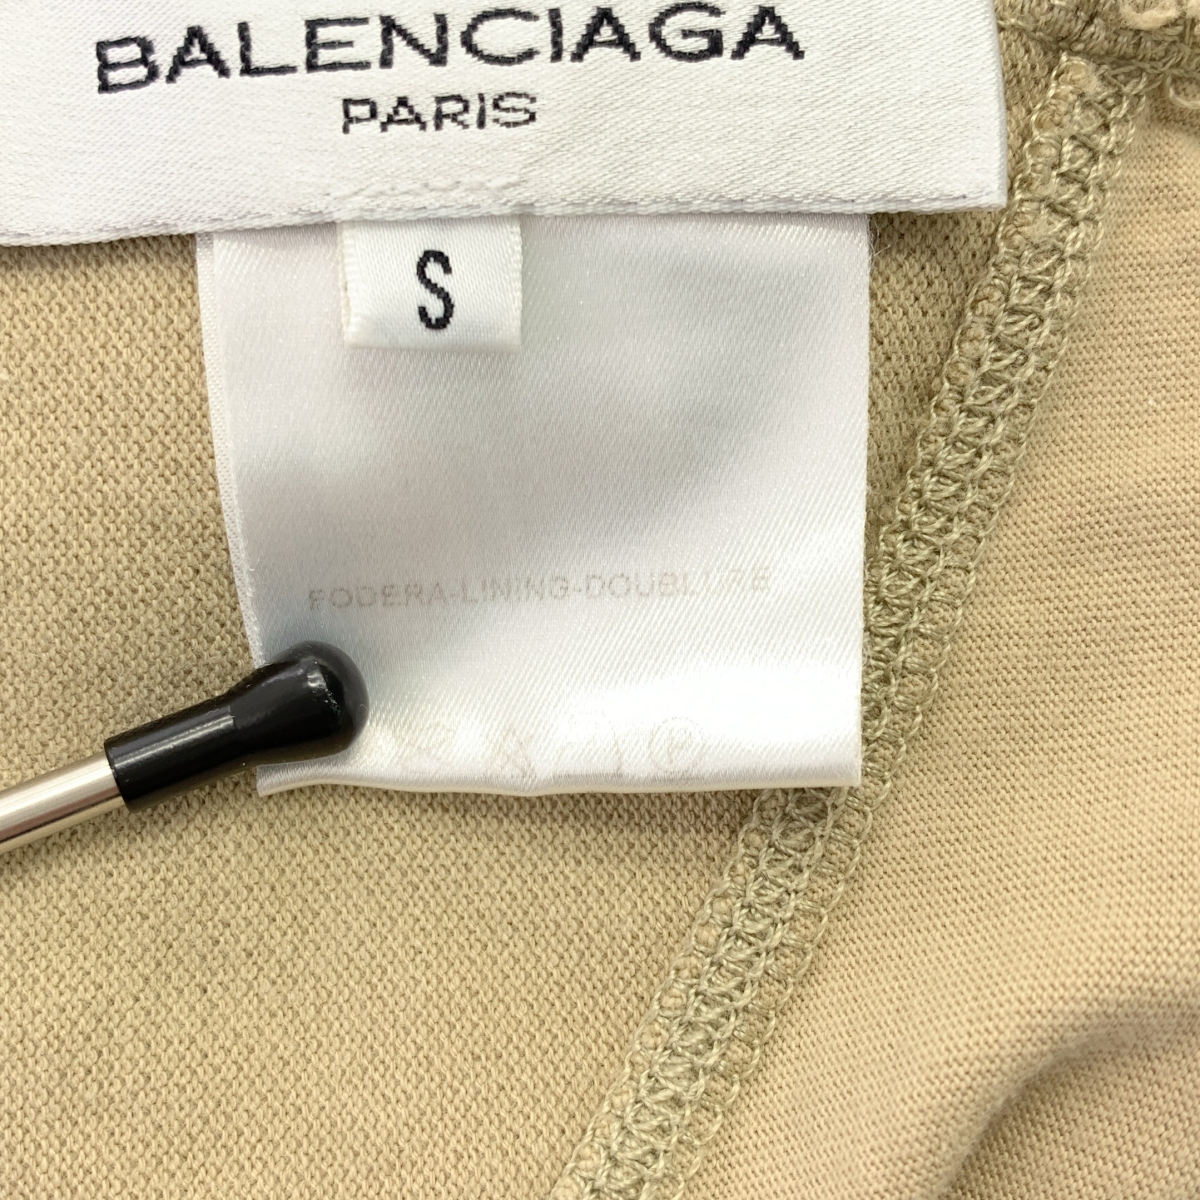 BALENCIAGA
PARIS
S
FODERA-LINING-DOUBLURE
P